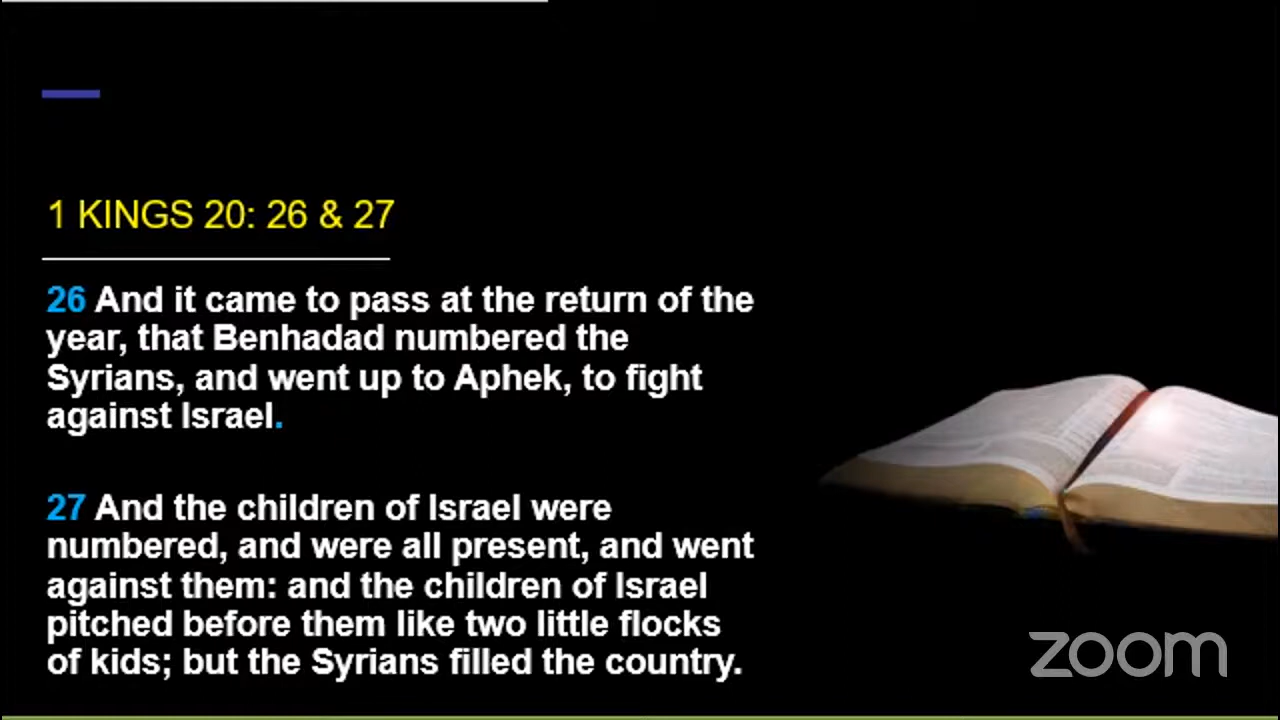 1 KINGS 20: 26 & 27
26 And it came to pass at the return of the
year, that Benhadad numbered the
Syrians, and went up to Aphek, to fight
against Israel.
27 And the children of Israel were
numbered, and were all present, and went
against them: and the children of Israel
pitched before them like two little flocks
of kids; but the Syrians filled the country.
zoom